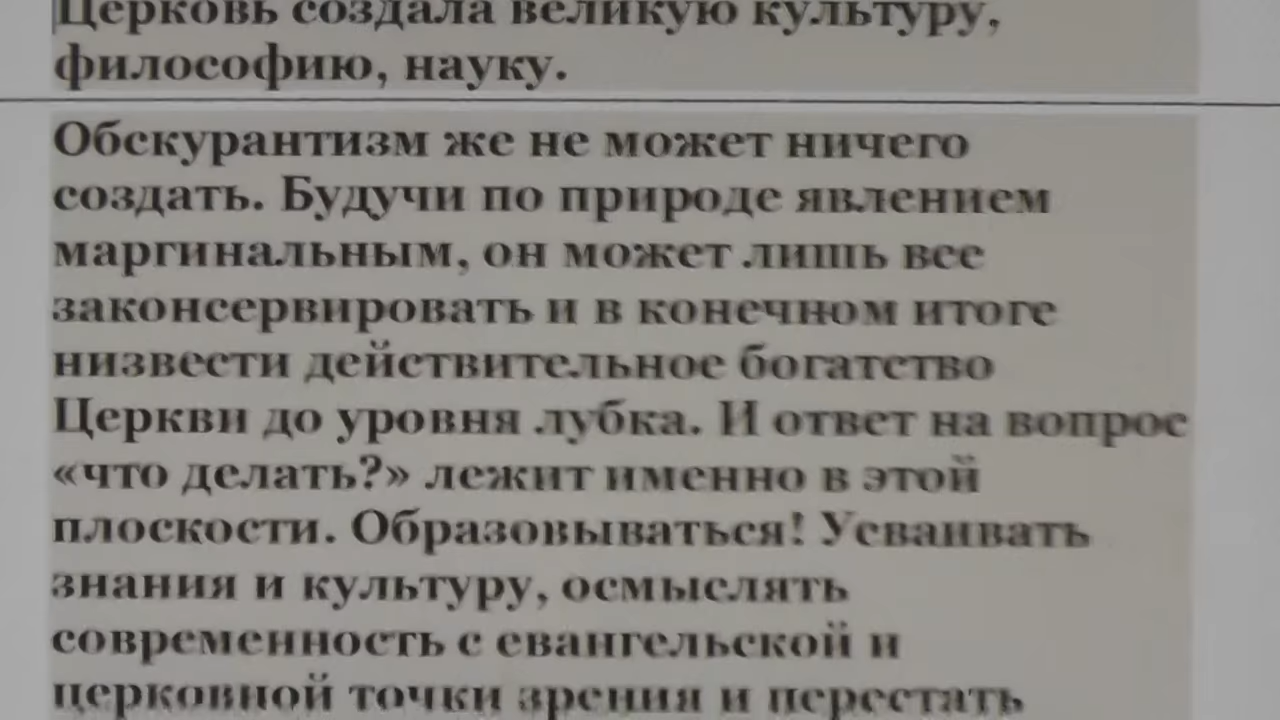 Церковь создала великую культуру,
философию, науку.
Обскурантизм же не может ничего
создать. Будучи по природе явлением
маргинальным, он может лишь все
законсервировать и в конечном итоге
низвести действительное богатство
Церкви до уровня лубка. И ответ на вопрос
«что делать?» лежит именно в этой
плоскости. Образовываться! Усваивать
знания и культуру, осмыслять
современность с евангельской и
церковной точки зрения и перестать